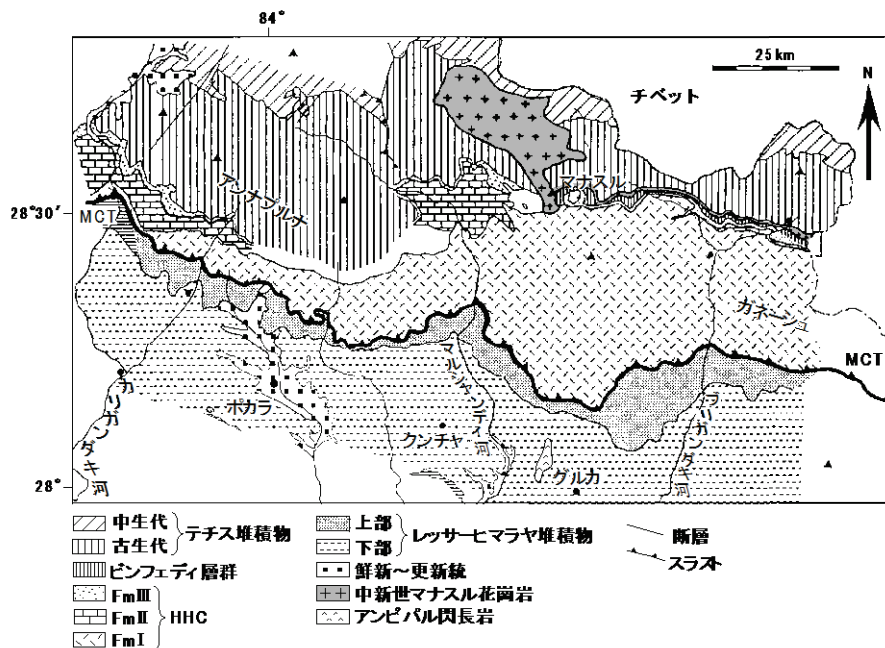 84°
25 km
N
チベット
マナスル
アンナプルナ
28°30'
MCT
ガネーシュ
MCT
マルシャンディ河
カリガンダキ河
ポカラ
クンチャ
ブリガンダキ河
グルカ
28°
中生代
古生代
テチス堆積物
ビンフェディ層群
FmⅢ
FmⅡ
FmⅠ
HHC
上部
下部
レッサーヒマラヤ堆積物
鮮新～更新統
中新世マナスル花崗岩
アンピパル閃長岩
断層
スラスト